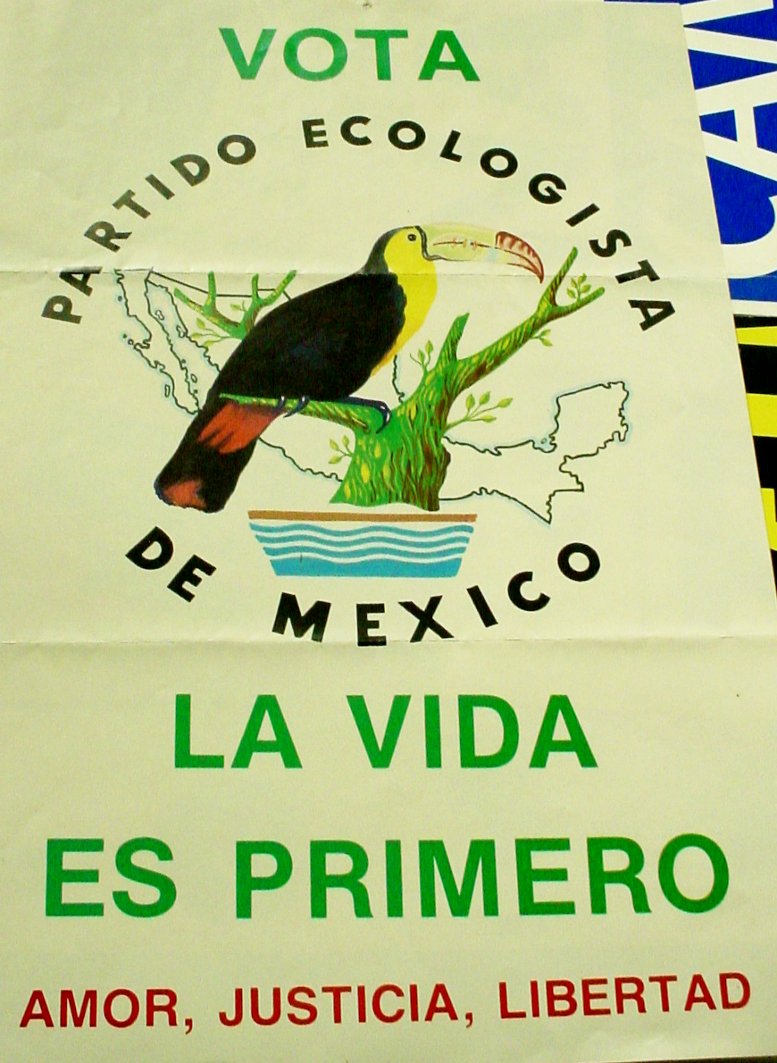 VOTA
PARTIDO ECOLOGISTA
DE MEXICO
LA VIDA
ES PRIMERO
AMOR, JUSTICIA, LIBERTAD